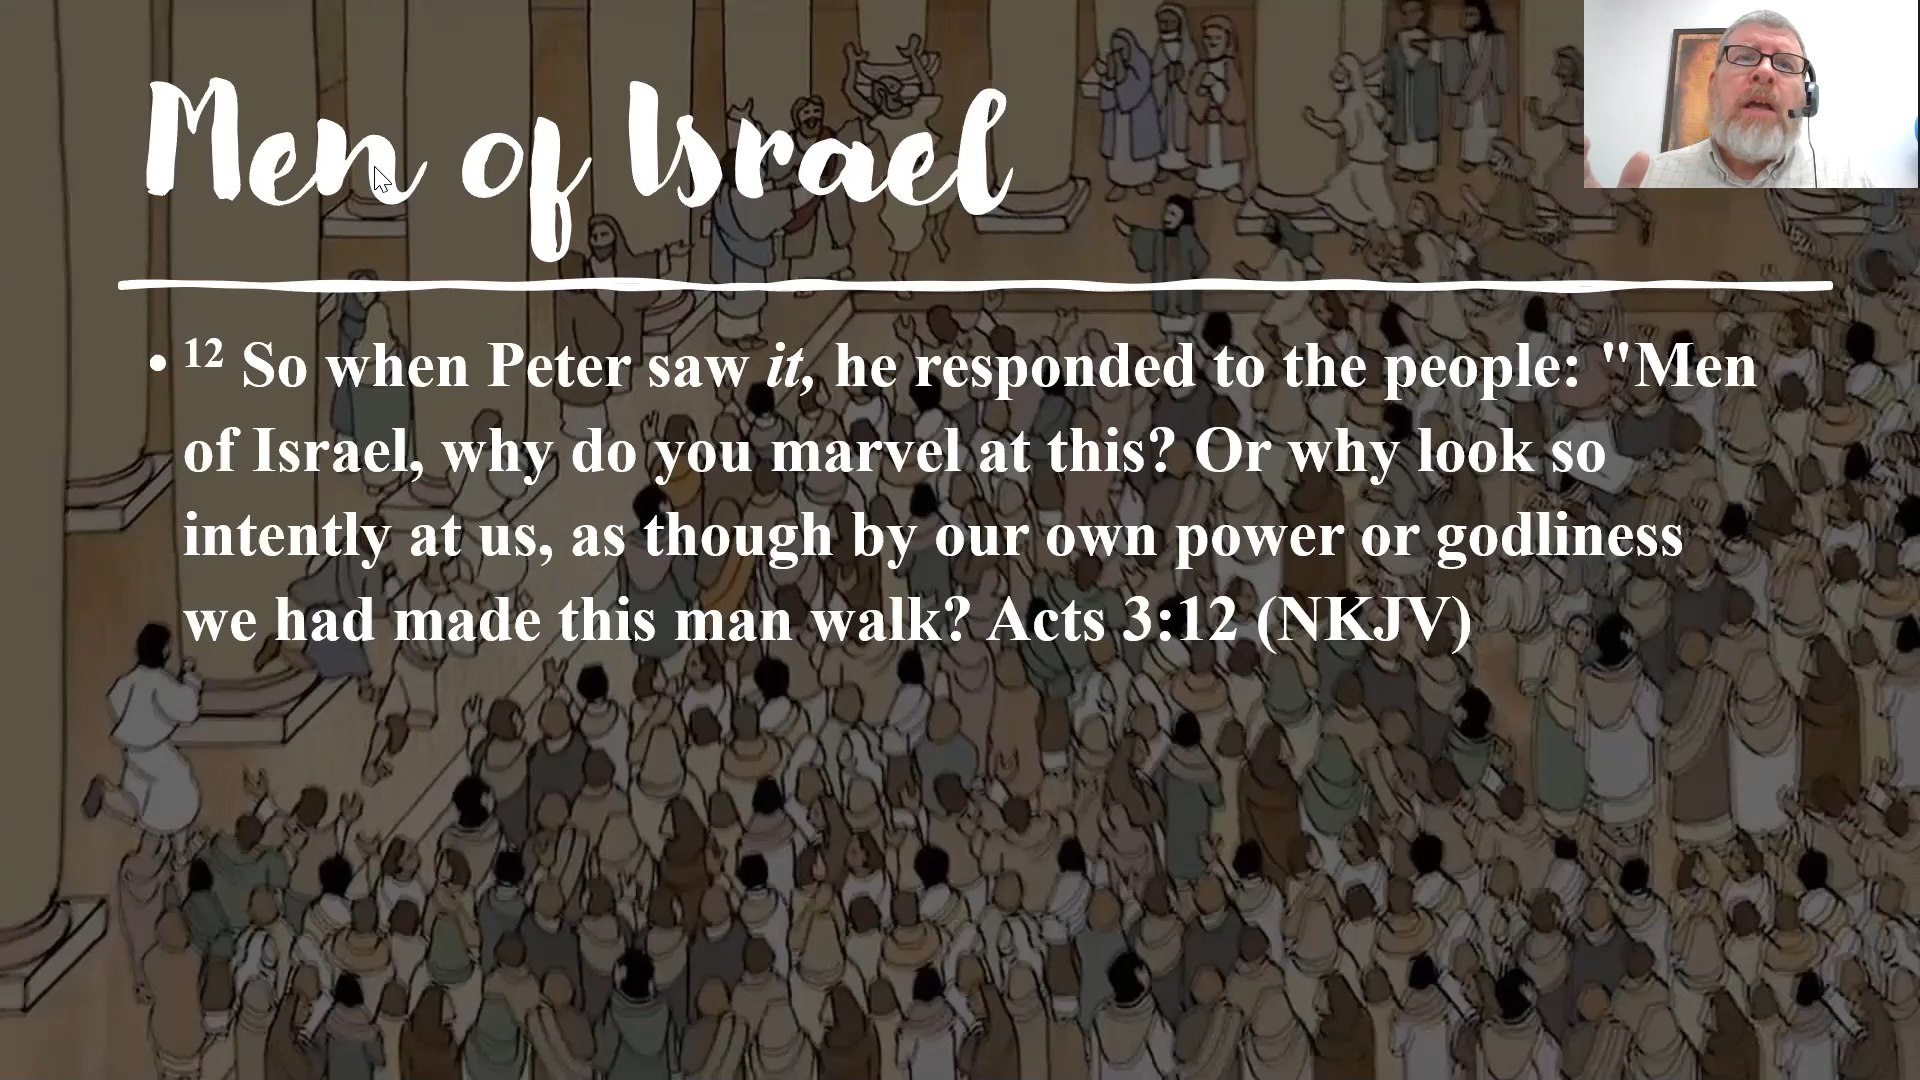 Men of Israel
• 12 So when Peter saw it, he responded to the people: "Men
of Israel, why do you marvel at this? Or why look so
intently at us, as though by our own power or godliness
we had made this man walk? Acts 3:12 (NKJV)